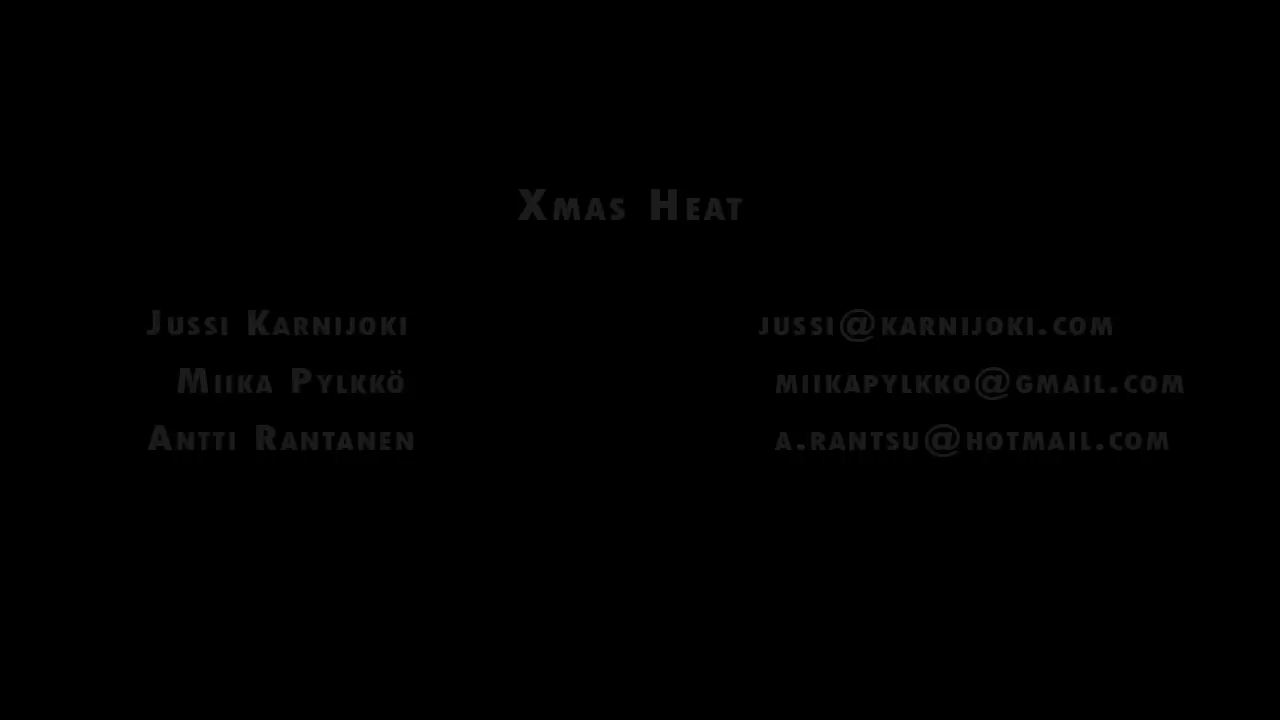 Xmas Heat
Jussi Karnijoki jussi@karnijoki.com
Miika Pylkkö miikapylkko@gmail.com
Antti Rantanen a.rantsu@hotmail.com